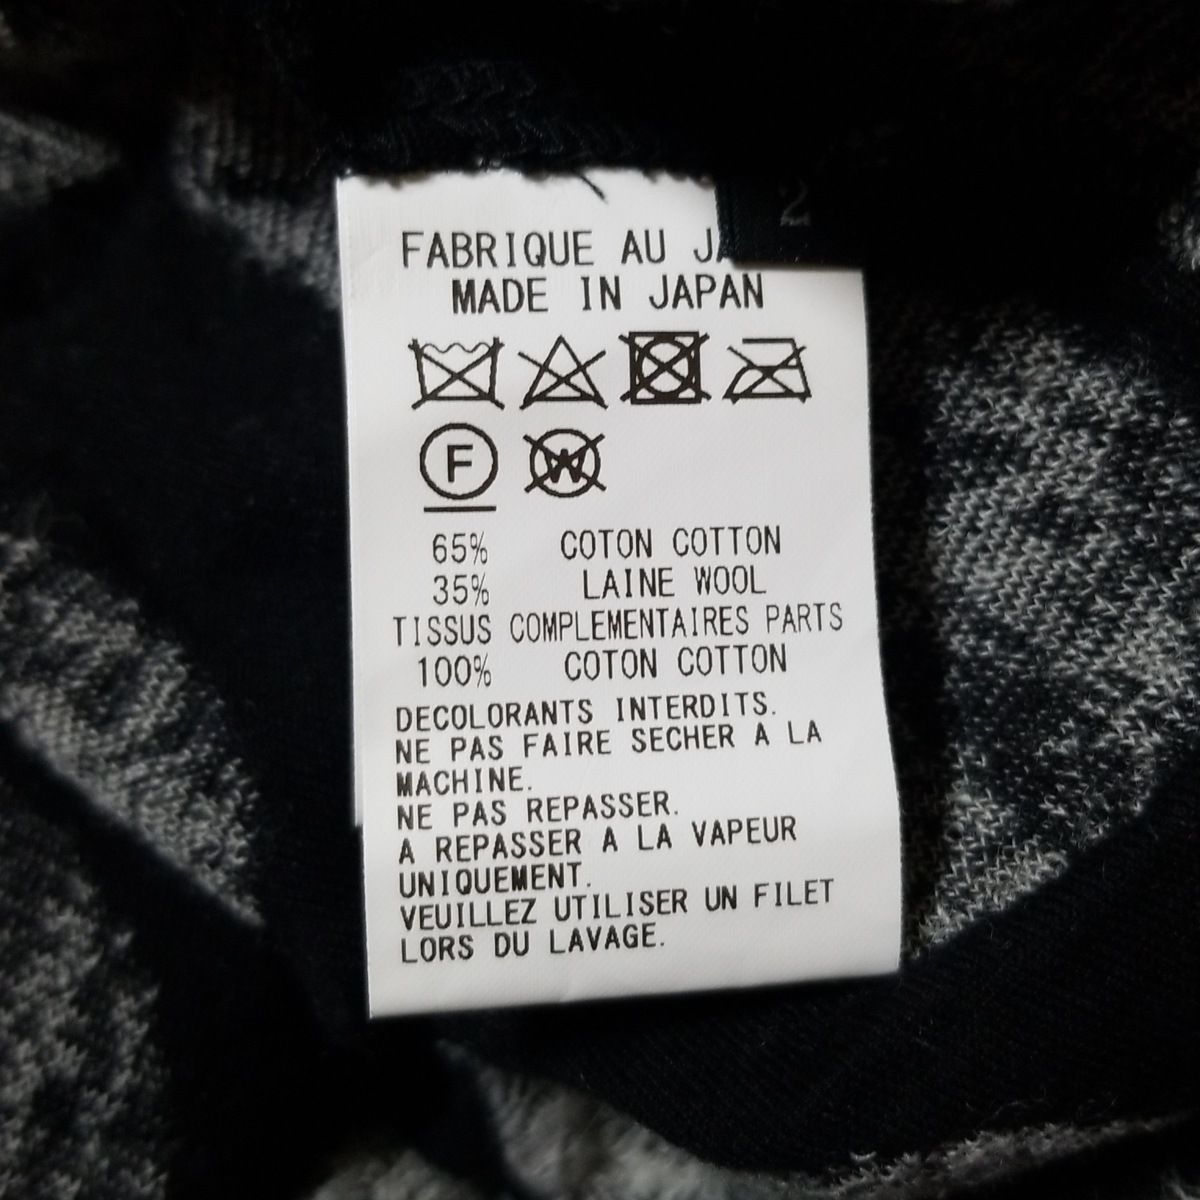 2
FABRIQUE AU
MADE IN JAPAN
F
W
65% COTON COTTON
35% LAINE WOOL
TISSUS COMPLEMENTAIRES PARTS
100% COTON COTTON
DECOLORANTS INTERDITS.
NE PAS FAIRE SECHER A LA
MACHINE.
NE PAS REPASSER.
A REPASSER A LA VAPEUR
UNIQUEMENT.
VEUILLEZ UTILISER UN FILET
LORS DU LAVAGE.